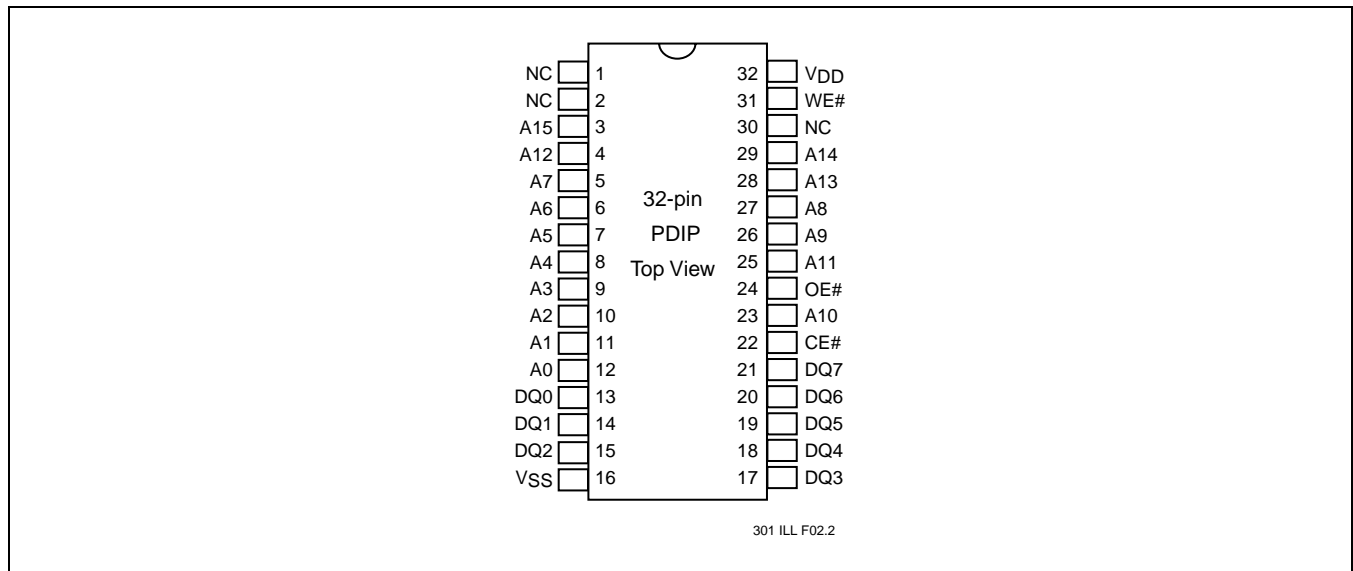 NC 1 32 VDD
NC 2 31 WE#
A15 3 30 NC
A12 4 29 A14
A7 5 28 A13
A6 6 32-pin 27 A8
A5 7 PDIP 26 A9
A4 8 Top View 25 A11
A3 9 24 OE#
A2 10 23 A10
A1 11 22 CE#
A0 12 21 DQ7
DQ0 13 20 DQ6
DQ1 14 19 DQ5
DQ2 15 18 DQ4
VSS 16 17 DQ3
301 ILL F02.2